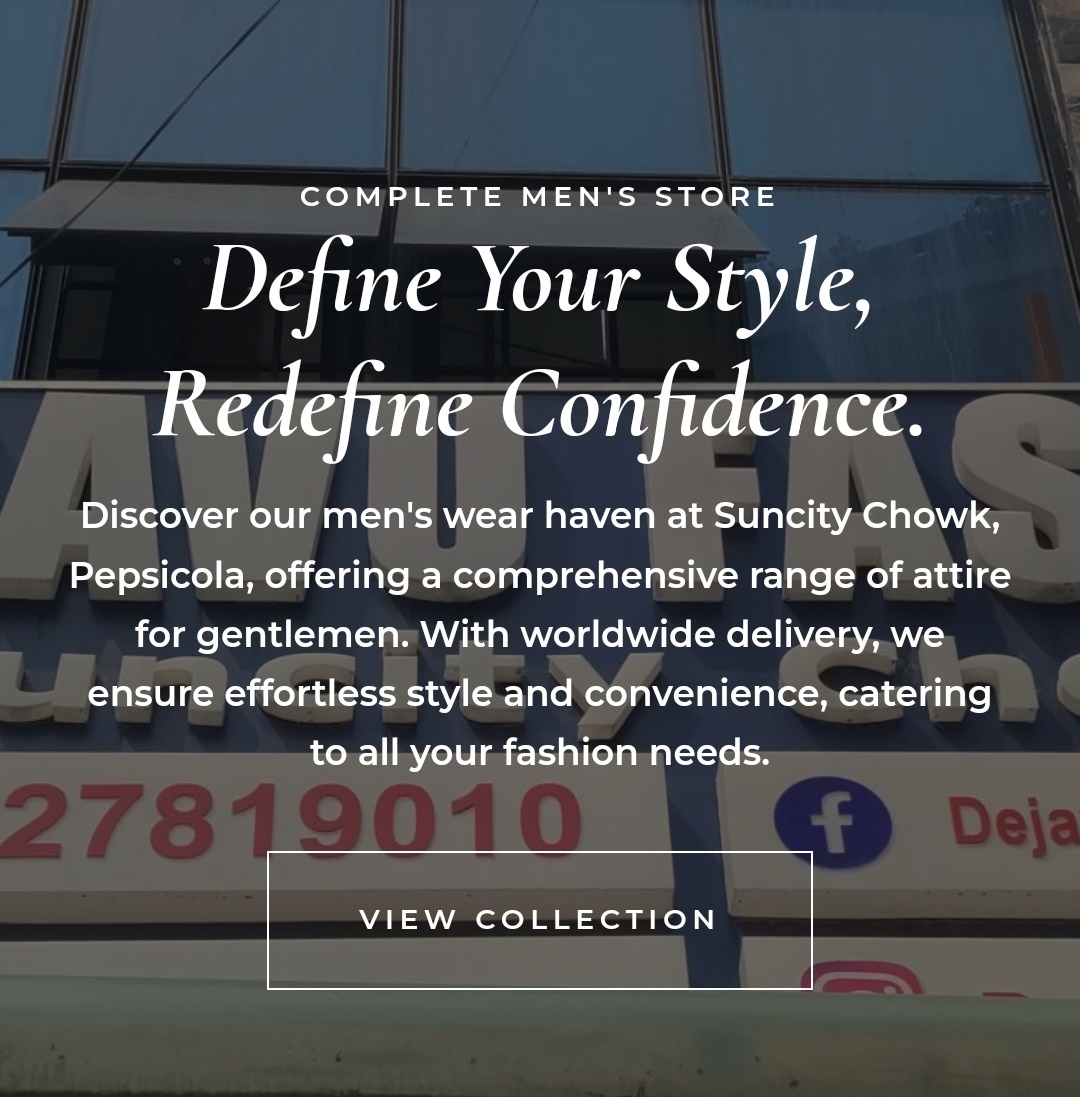 COMPLETE MEN'S STORE
Define Your Style,
Redefine Confidence.
Discover our men's wear haven at Suncity Chowk,
Pepsicola, offering a comprehensive range of attire
for gentlemen. With worldwide delivery, we
ensure effortless style and convenience, catering
to all your fashion needs.
VIEW COLLECTION
AVU FAS
uncity Cho
27819010
f Deja